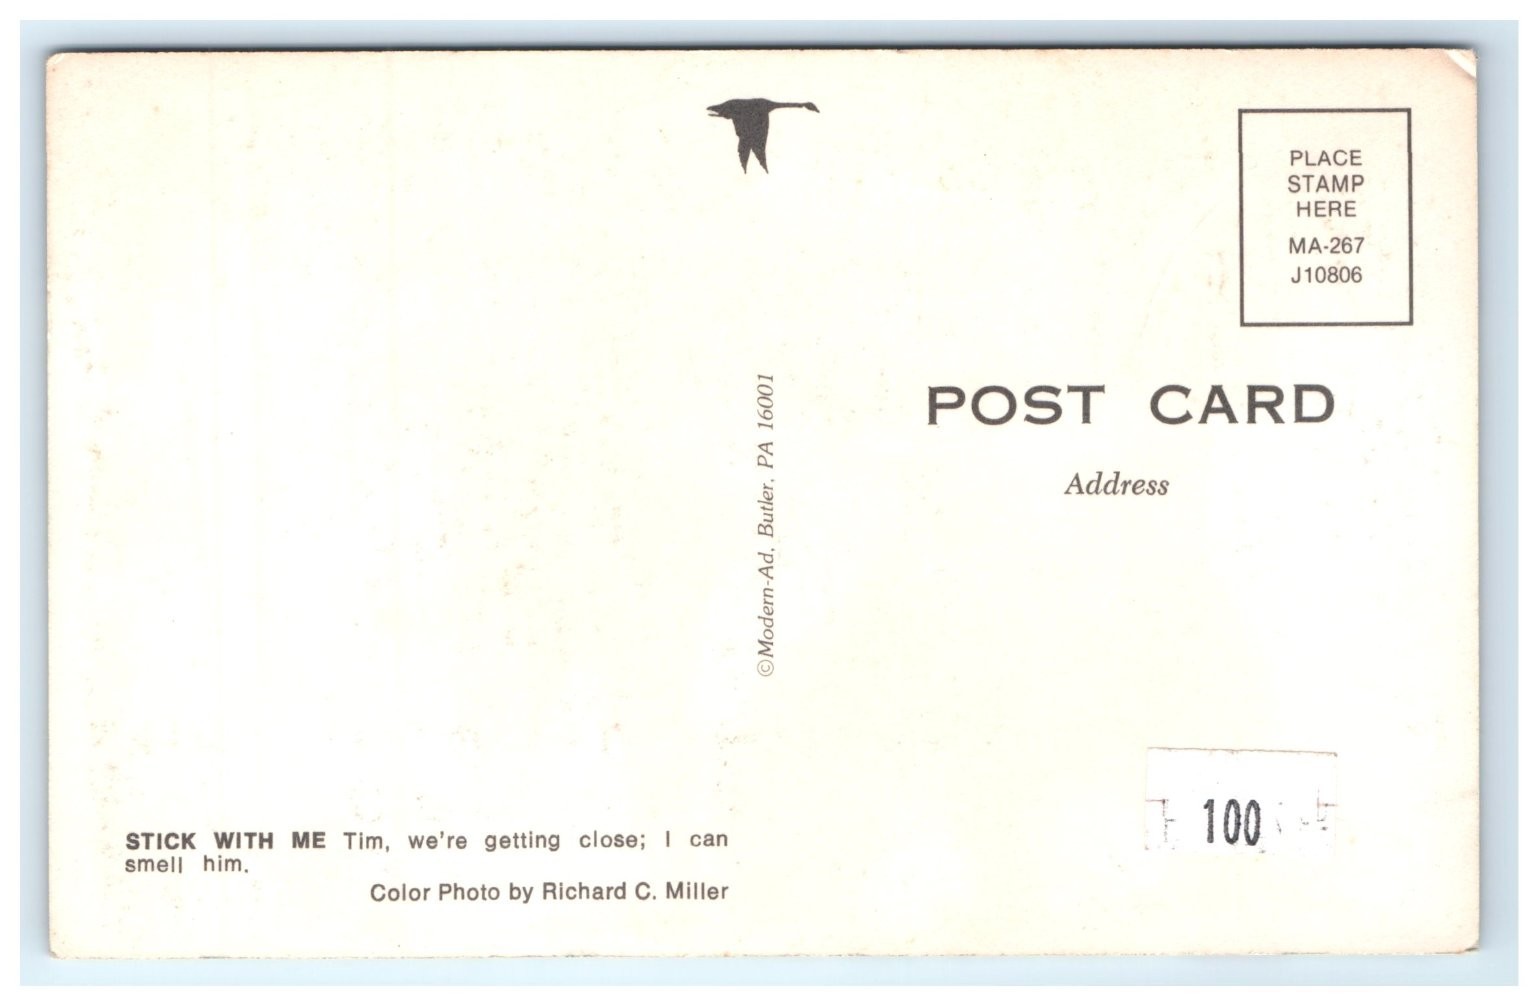 PLACE
STAMP
HERE
MA-267
J10806
POST CARD
Address
©Modern-Ad, Butler, PA 16001
STICK WITH ME Tim, we're getting close; I can
smell him.
Color Photo by Richard C. Miller
100